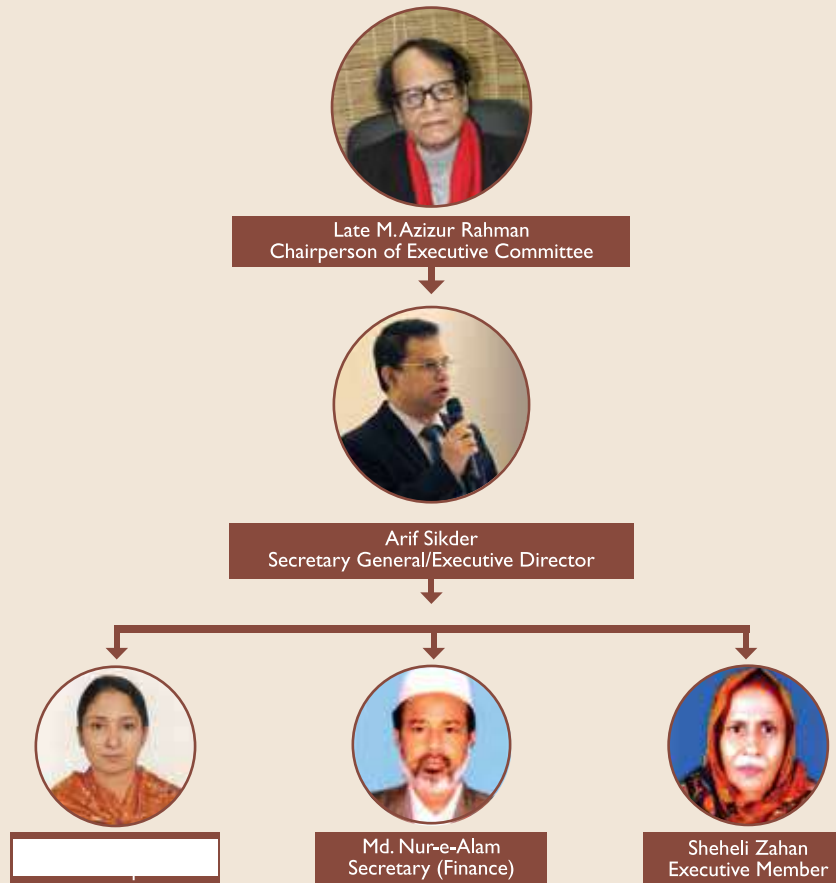 Late M. Azizur Rahman
Chairperson of Executive Committee
Arif Sikder
Secretary General/Executive Director
Md. Nur-e-Alam
Secretary (Finance)
Sheheli Zahan
Executive Member